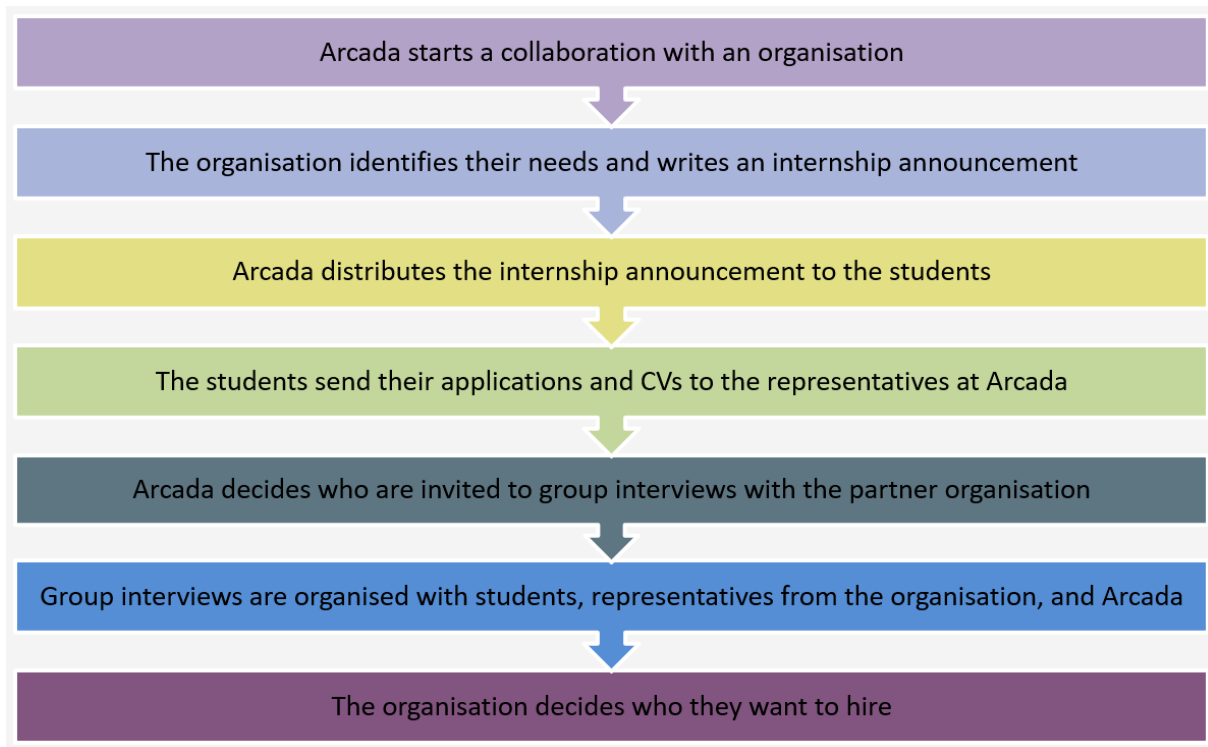 Arcada starts a collaboration with an organisation
The organisation identifies their needs and writes an internship announcement
Arcada distributes the internship announcement to the students
The students send their applications and CVs to the representatives at Arcada
Arcada decides who are invited to group interviews with the partner organisation
Group interviews are organised with students, representatives from the organisation, and Arcada
The organisation decides who they want to hire